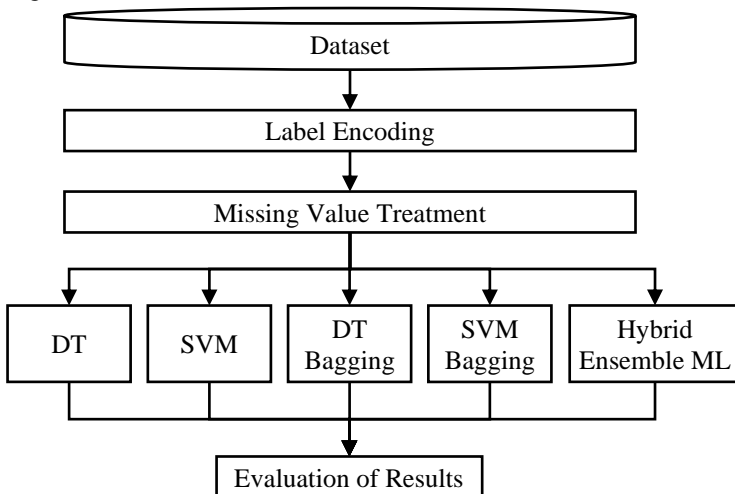 Dataset
Label Encoding
Missing Value Treatment
DT
SVM
DT
Bagging
SVM
Bagging
Hybrid
Ensemble ML
Evaluation of Results